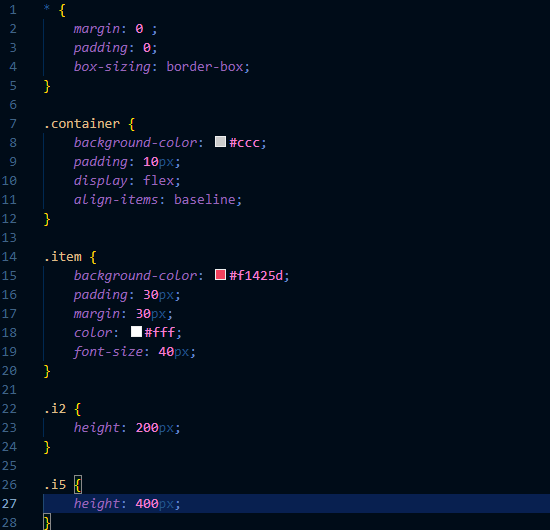 1 * {
2 margin: 0 ;
3 padding: 0;
4 box-sizing: border-box;
5 }
6
7 .container {
8 background-color: #ccc;
9 padding: 10px;
10 display: flex;
11 align-items: baseline;
12 }
13
14 .item {
15 background-color: #f1425d;
16 padding: 30px;
17 margin: 30px;
18 color: #fff;
19 font-size: 40px;
20 }
21
22 .i2 {
23 height: 200px;
24 }
25
26 .i5 {
27 height: 400px;
28 }